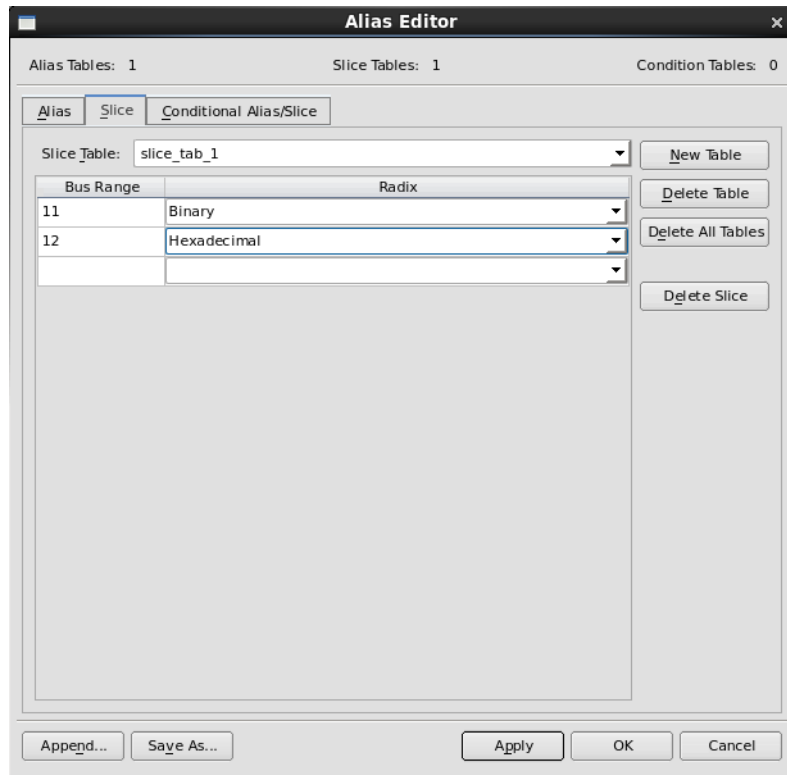 Alias Editor
Alias Tables: 1 Slice Tables: 1 Condition Tables: 0
Alias Slice Conditional Alias/Slice
Slice Table: slice_tab_1 New Table
Bus Range Radix Delete Table
11 Binary
12 Hexadecimal Delete All Tables
Delete Slice
Append... Save As... Apply OK Cancel